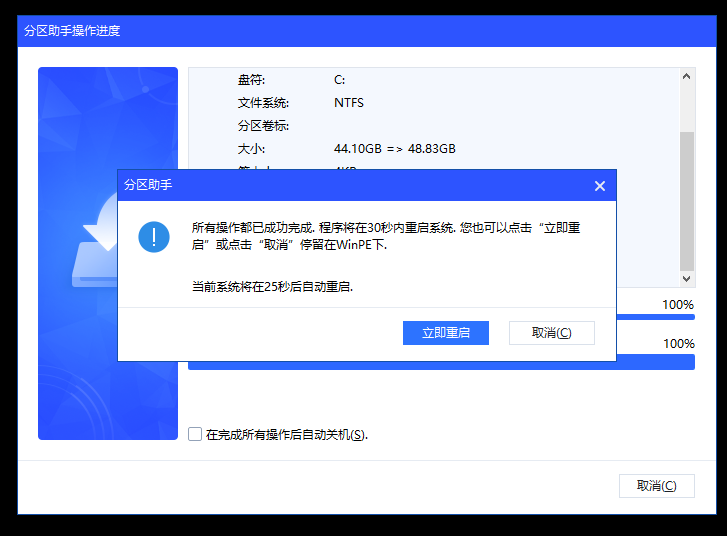 分区助手操作进度
盘符: C:
文件系统: NTFS
分区卷标:
大小: 44.10GB => 48.83GB
分区助手
所有操作都已成功完成. 程序将在30秒内重启系统. 您也可以点击“立即重
启”或点击“取消”停留在WinPE下.
当前系统将在25秒后自动重启.
立即重启 取消(C)
100%
100%
在完成所有操作后自动关机(S).
取消(C)